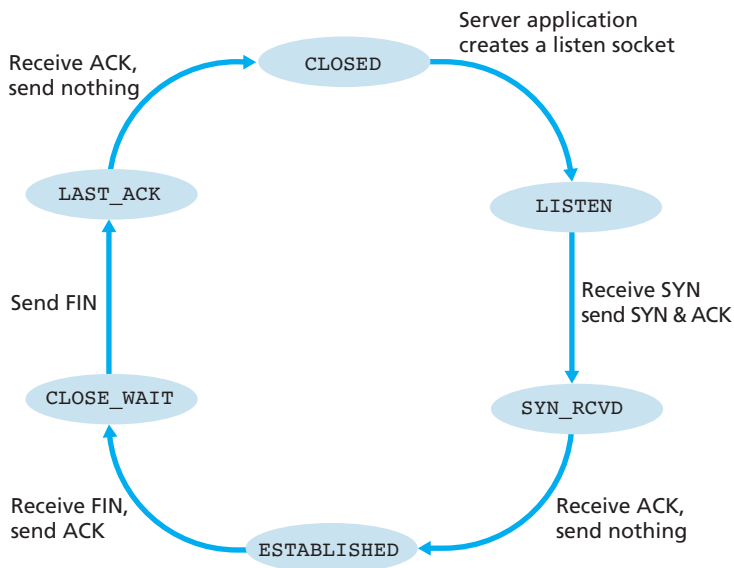 Server application
creates a listen socket
Receive ACK,
send nothing
CLOSED
LAST_ACK
LISTEN
Send FIN
Receive SYN
send SYN & ACK
CLOSE_WAIT
SYN_RCVD
Receive FIN,
send ACK
Receive ACK,
send nothing
ESTABLISHED